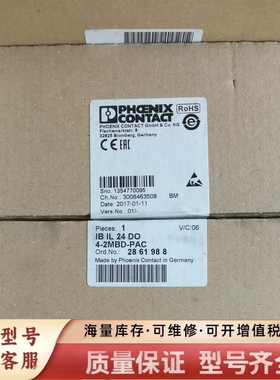 PHOENIX
CONTACT
RoHS
PHOENIX CONTACT GmbH & Co. KG
Flachsmarktstr. 8
32825 Blomberg, Germany
CE EAC
e
Sno. 1354770095
Ch.No.: 3006463508 BM:
Date: 2017-01-11
Vers.No.: 01/-
Pieces: 1 V/C:06
IB IL 24 DO
4-2MBD-PAC
Ord.No.: 28 61 98 8
Made by Phoenix Contact in Germany
型号
客服
海量库存·可维修·可开增值税
质量保证 型号齐全